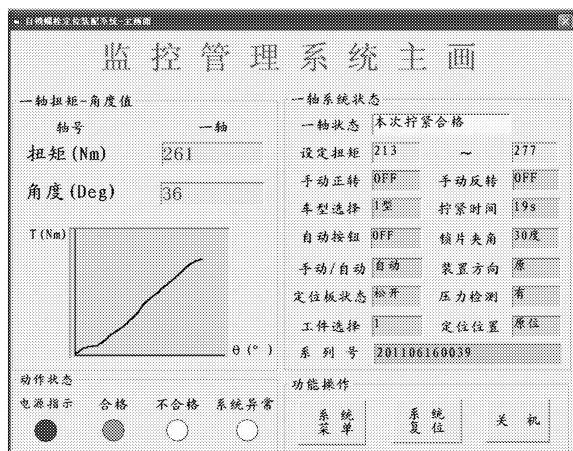 自锁螺栓定位装配系统-主画面
监控管理系统主画
一轴扭矩-角度值
轴号 一轴
扭矩(Nm) 261
角度(Deg) 36
T(Nm)
θ(°)
动作状态
电源指示 合格 不合格 系统异常
一轴系统状态
一轴状态 本次拧紧合格
设定扭矩 213 ~ 277
手动正转 OFF 手动反转 OFF
车型选择 1型 拧紧时间 19s
自动按钮 OFF 锁片夹角 30度
手动/自动 自动 装置方向 原
定位板状态 松开 压力检测 有
工件选择 1 定位位置 原位
系列号 201106160039
功能操作
系统
菜单
系统
复位
关机